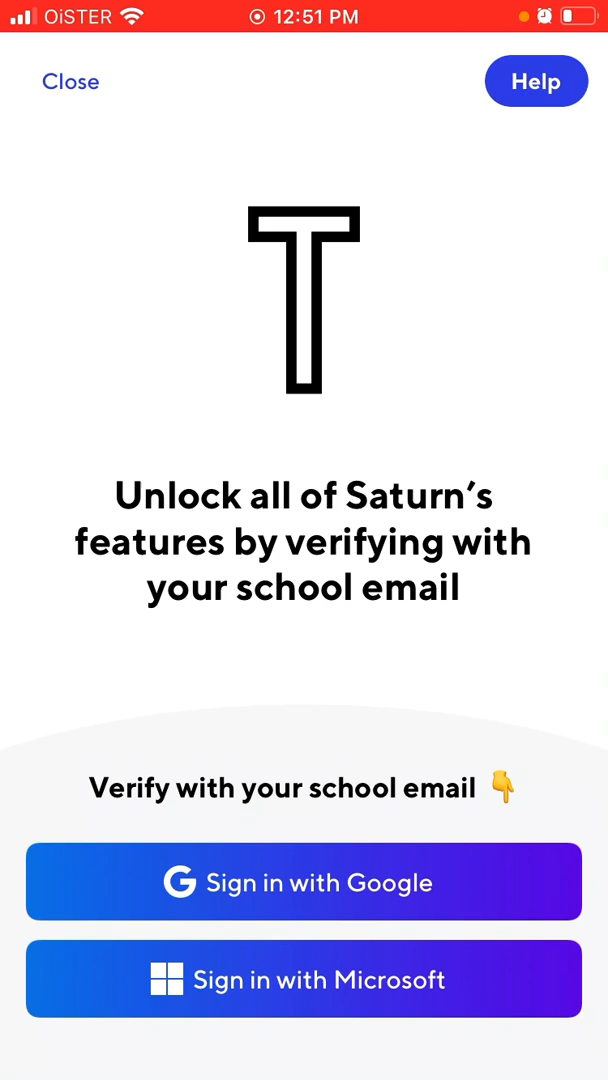 OiSTER 12:51 PM
Close Help
T
Unlock all of Saturn’s
features by verifying with
your school email
Verify with your school email 👇
G Sign in with Google
Sign in with Microsoft